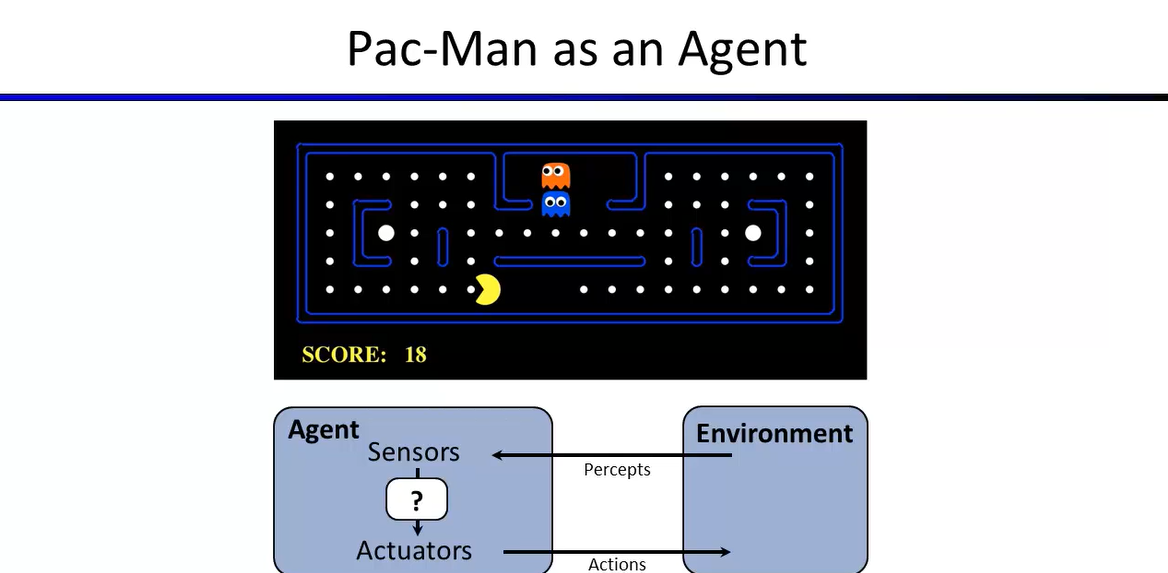 Pac-Man as an Agent
SCORE: 18
Agent
Environment
Sensors
Percepts
?
Actuators
Actions